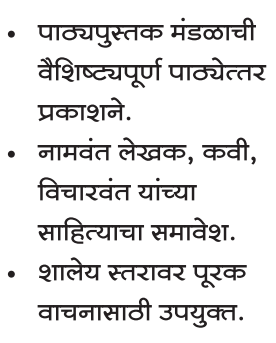 • पाठ्यपुस्तक मंडळाची
वैशिष्ट्यपूर्ण पाठ्येत्तर
प्रकाशने.
• नामवंत लेखक, कवी,
विचारवंत यांच्या
साहित्याचा समावेश.
• शालेय स्तरावर पूरक
वाचनासाठी उपयुक्त.